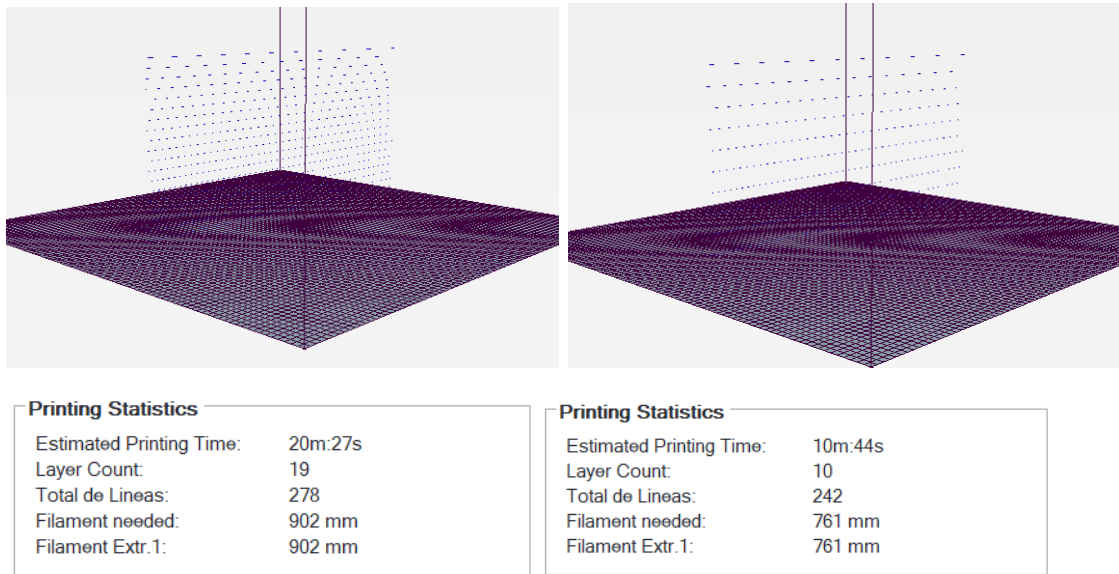 Printing Statistics
Estimated Printing Time: 20m:27s
Layer Count: 19
Total de Lineas: 278
Filament needed: 902 mm
Filament Extr.1: 902 mm
Printing Statistics
Estimated Printing Time: 10m:44s
Layer Count: 10
Total de Lineas: 242
Filament needed: 761 mm
Filament Extr.1: 761 mm